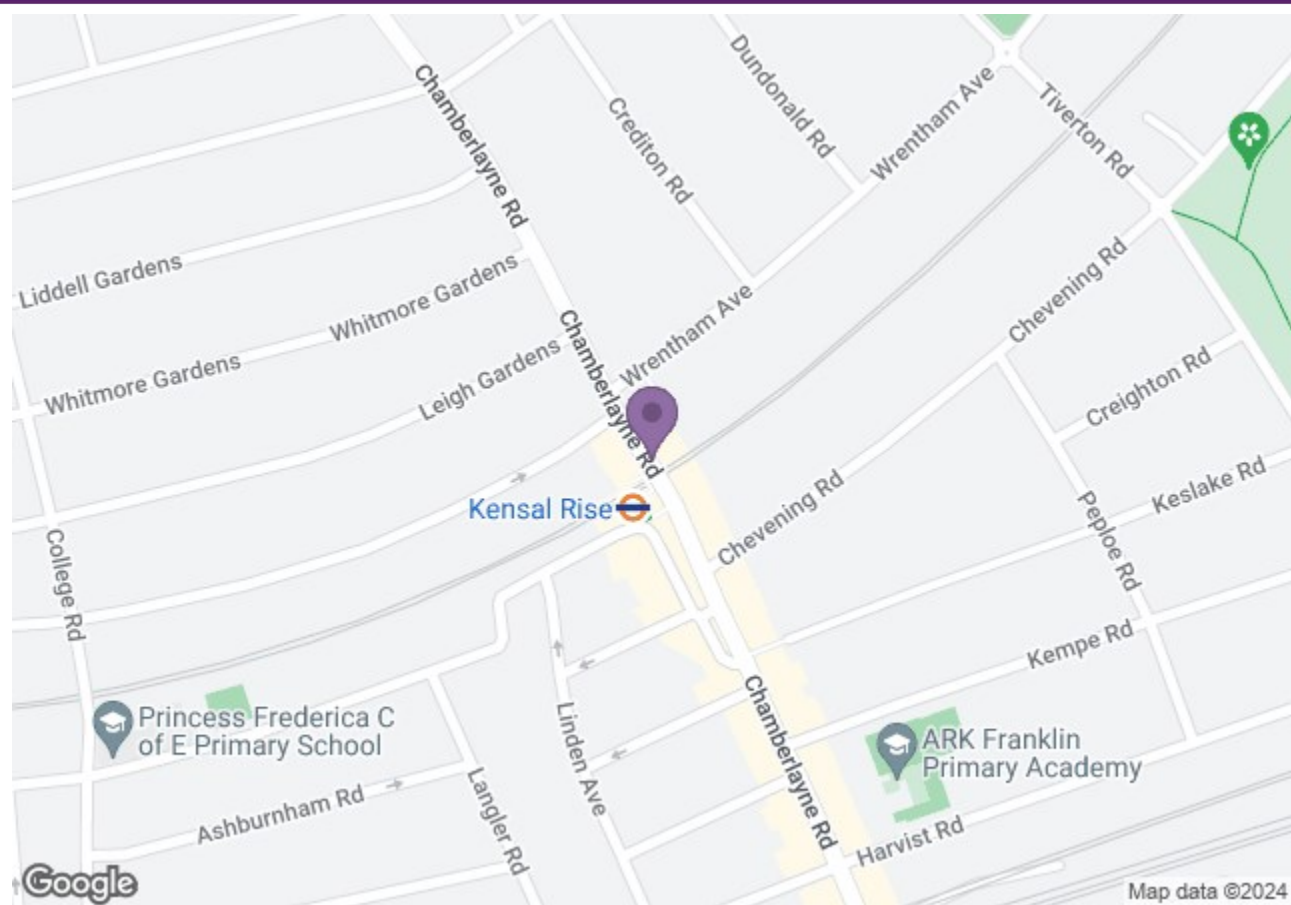 Chamberlayne Rd
Crediton Rd
Dundonald Rd
Wrentham Ave
Tiverton Rd
Liddell Gardens
Whitmore Gardens
Whitmore Gardens
Leigh Gardens
Chamberlayne Rd
Wrentham Ave
Chevening Rd
Creighton Rd
Keslake Rd
Kensal Rise
Chevening Rd
Peploe Rd
College Rd
Kempe Rd
Princess Frederica C
of E Primary School
Linden Ave
Chamberlayne Rd
ARK Franklin
Primary Academy
Ashburnham Rd
Langler Rd
Harvist Rd
Google
Map data ©2024